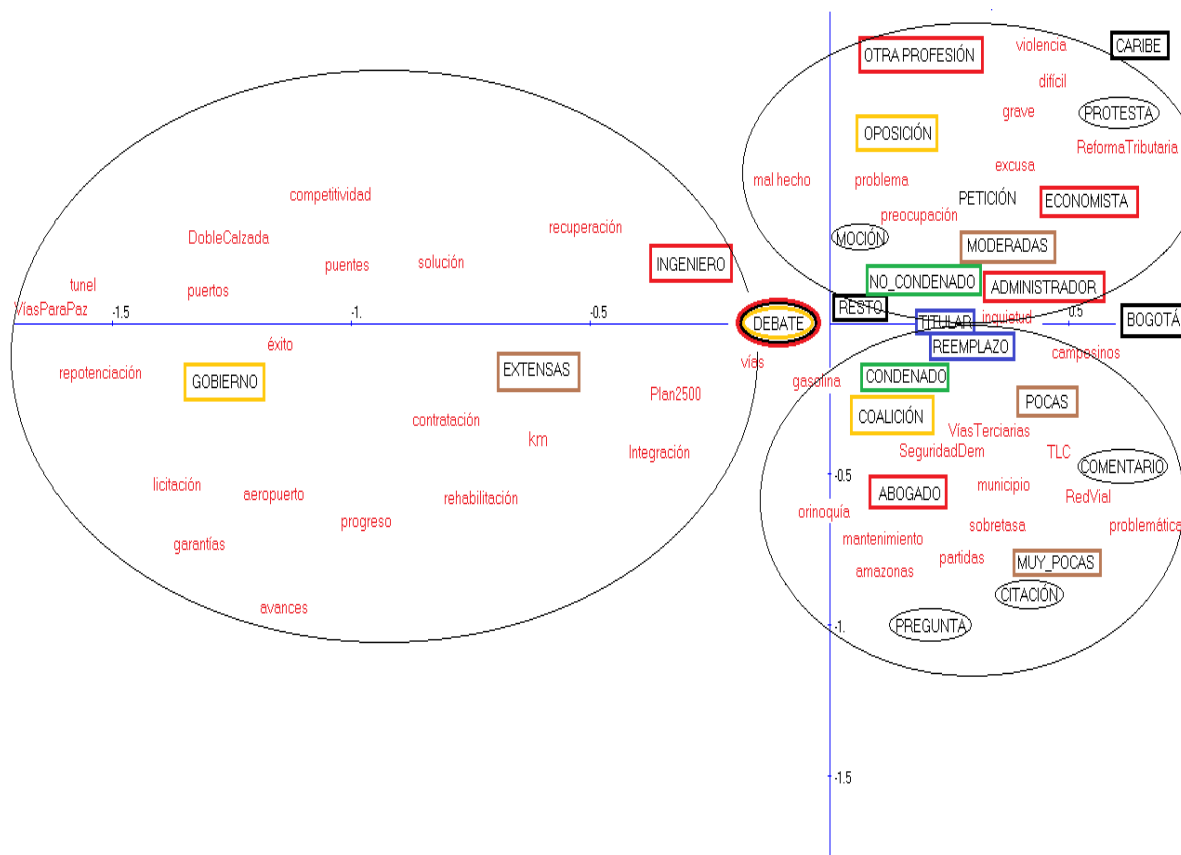 violencia
CARIBE
OTRA PROFESIÓN
difícil
grave
PROTESTA
OPOSICIÓN
ReformaTributaria
excusa
mal hecho
problema
competitividad
PETICIÓN
ECONOMISTA
preocupación
recuperación
DobleCalzada
MOCIÓN
MODERADAS
puentes
solución
INGENIERO
tunel
puertos
NO_CONDENADO
ADMINISTRADOR
VíasParaPaz
RESTO
-1.5
-1.
-0.5
DEBATE
TITULAR
inquietud
0.5
BOGOTÁ
éxito
REEMPLAZO
campesinos
vías
repotenciación
GOBIERNO
EXTENSAS
gasolina
CONDENADO
Plan2500
POCAS
COALICIÓN
contratación
VíasTerciarias
km
Integración
SeguridadDem
TLC
COMENTARIO
-0.5
licitación
aeropuerto
rehabilitación
ABOGADO
municipio
RedVial
orinoquía
progreso
sobretasa
problemática
garantías
mantenimiento
partidas
MUY_POCAS
amazonas
CITACIÓN
avances
-1.
PREGUNTA
-1.5